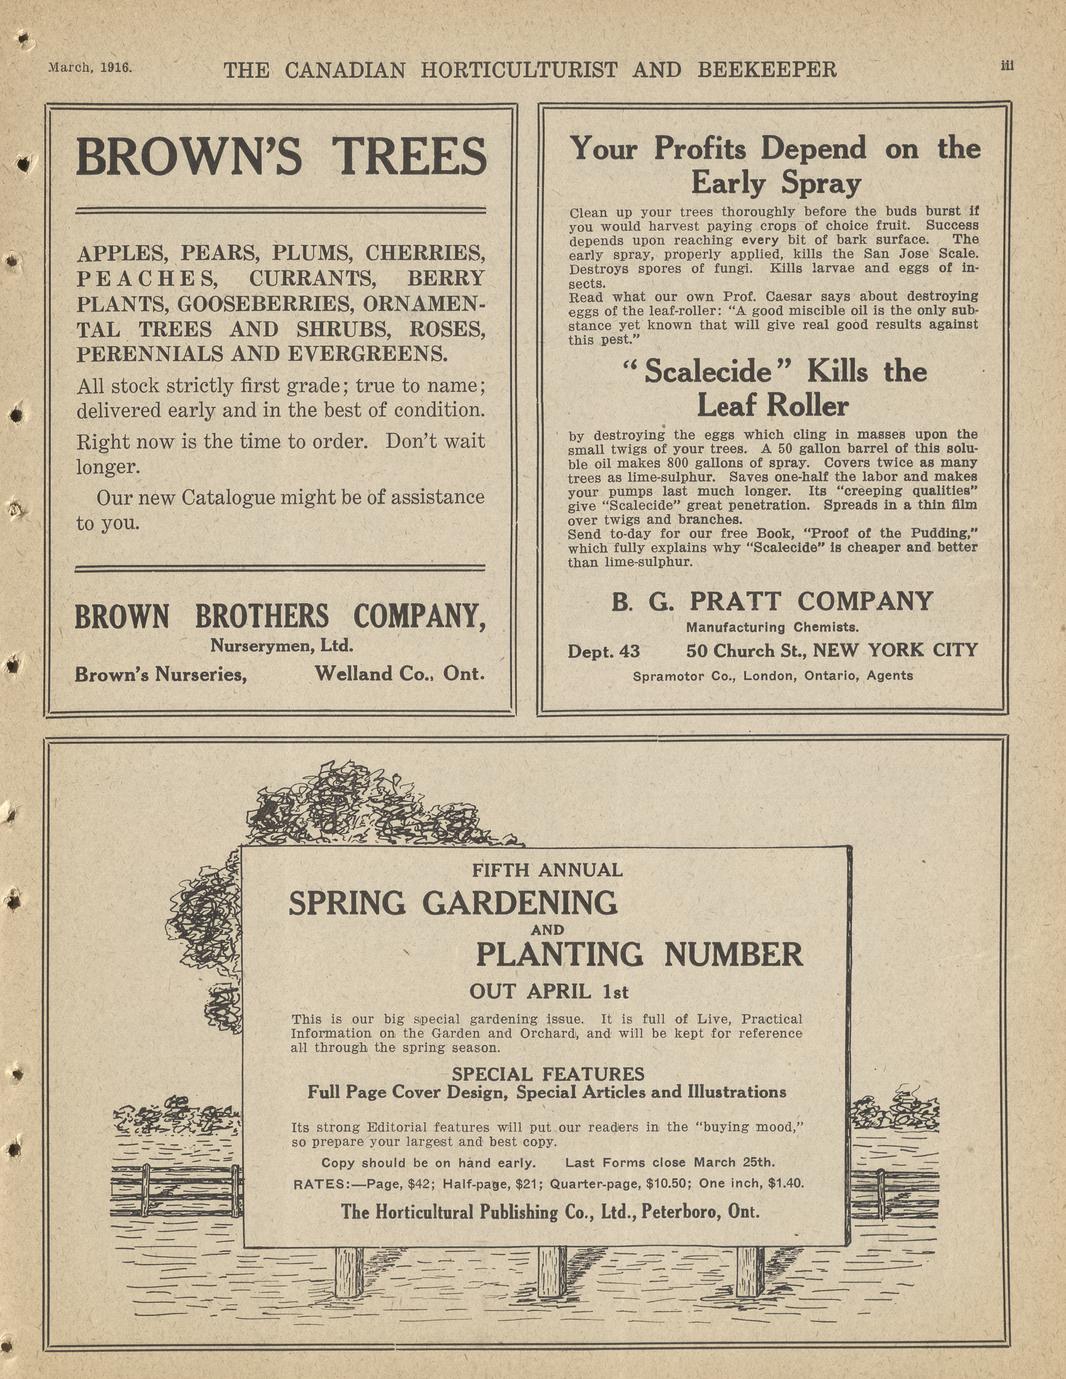 March, 1916.
THE CANADIAN HORTICULTURIST AND BEEKEEPER
iii
BROWN'S TREES
APPLES, PEARS, PLUMS, CHERRIES,
PEACHES, CURRANTS, BERRY
PLANTS, GOOSEBERRIES, ORNAMEN-
TAL TREES AND SHRUBS, ROSES,
PERENNIALS AND EVERGREENS.
All stock strictly first grade; true to name;
delivered early and in the best of condition.
Right now is the time to order. Don't wait
longer.
Our new Catalogue might be of assistance
to you.
BROWN BROTHERS COMPANY,
Nurserymen, Ltd.
Brown's Nurseries, Welland Co., Ont.
Your Profits Depend on the
Early Spray
Clean up your trees thoroughly before the buds burst if
you would harvest paying crops of choice fruit. Success
depends upon reaching every bit of bark surface. The
early spray, properly applied, kills the San Jose Scale.
Destroys spores of fungi. Kills larvae and eggs of in-
sects.
Read what our own Prof. Caesar says about destroying
eggs of the leaf-roller: "A good miscible oil is the only sub-
stance yet known that will give real good results against
this pest."
"Scalecide" Kills the
Leaf Roller
by destroying the eggs which cling in masses upon the
small twigs of your trees. A 50 gallon barrel of this solu-
ble oil makes 800 gallons of spray. Covers twice as many
trees as lime-sulphur. Saves one-half the labor and makes
your pumps last much longer. Its "creeping qualities"
give "Scalecide" great penetration. Spreads in a thin film
over twigs and branches.
Send to-day for our free Book, "Proof of the Pudding,"
which fully explains why "Scalecide" is cheaper and better
than lime-sulphur.
B. G. PRATT COMPANY
Manufacturing Chemists.
Dept. 43 50 Church St., NEW YORK CITY
Spramotor Co., London, Ontario, Agents
FIFTH ANNUAL
SPRING GARDENING
AND
PLANTING NUMBER
OUT APRIL 1st
This is our big special gardening issue. It is full of Live, Practical
Information on the Garden and Orchard, and will be kept for reference
all through the spring season.
SPECIAL FEATURES
Full Page Cover Design, Special Articles and Illustrations
Its strong Editorial features will put our readers in the "buying mood,"
so prepare your largest and best copy.
Copy should be on hand early. Last Forms close March 25th.
RATES:—Page, $42; Half-page, $21; Quarter-page, $10.50; One inch, $1.40.
The Horticultural Publishing Co., Ltd., Peterboro, Ont.